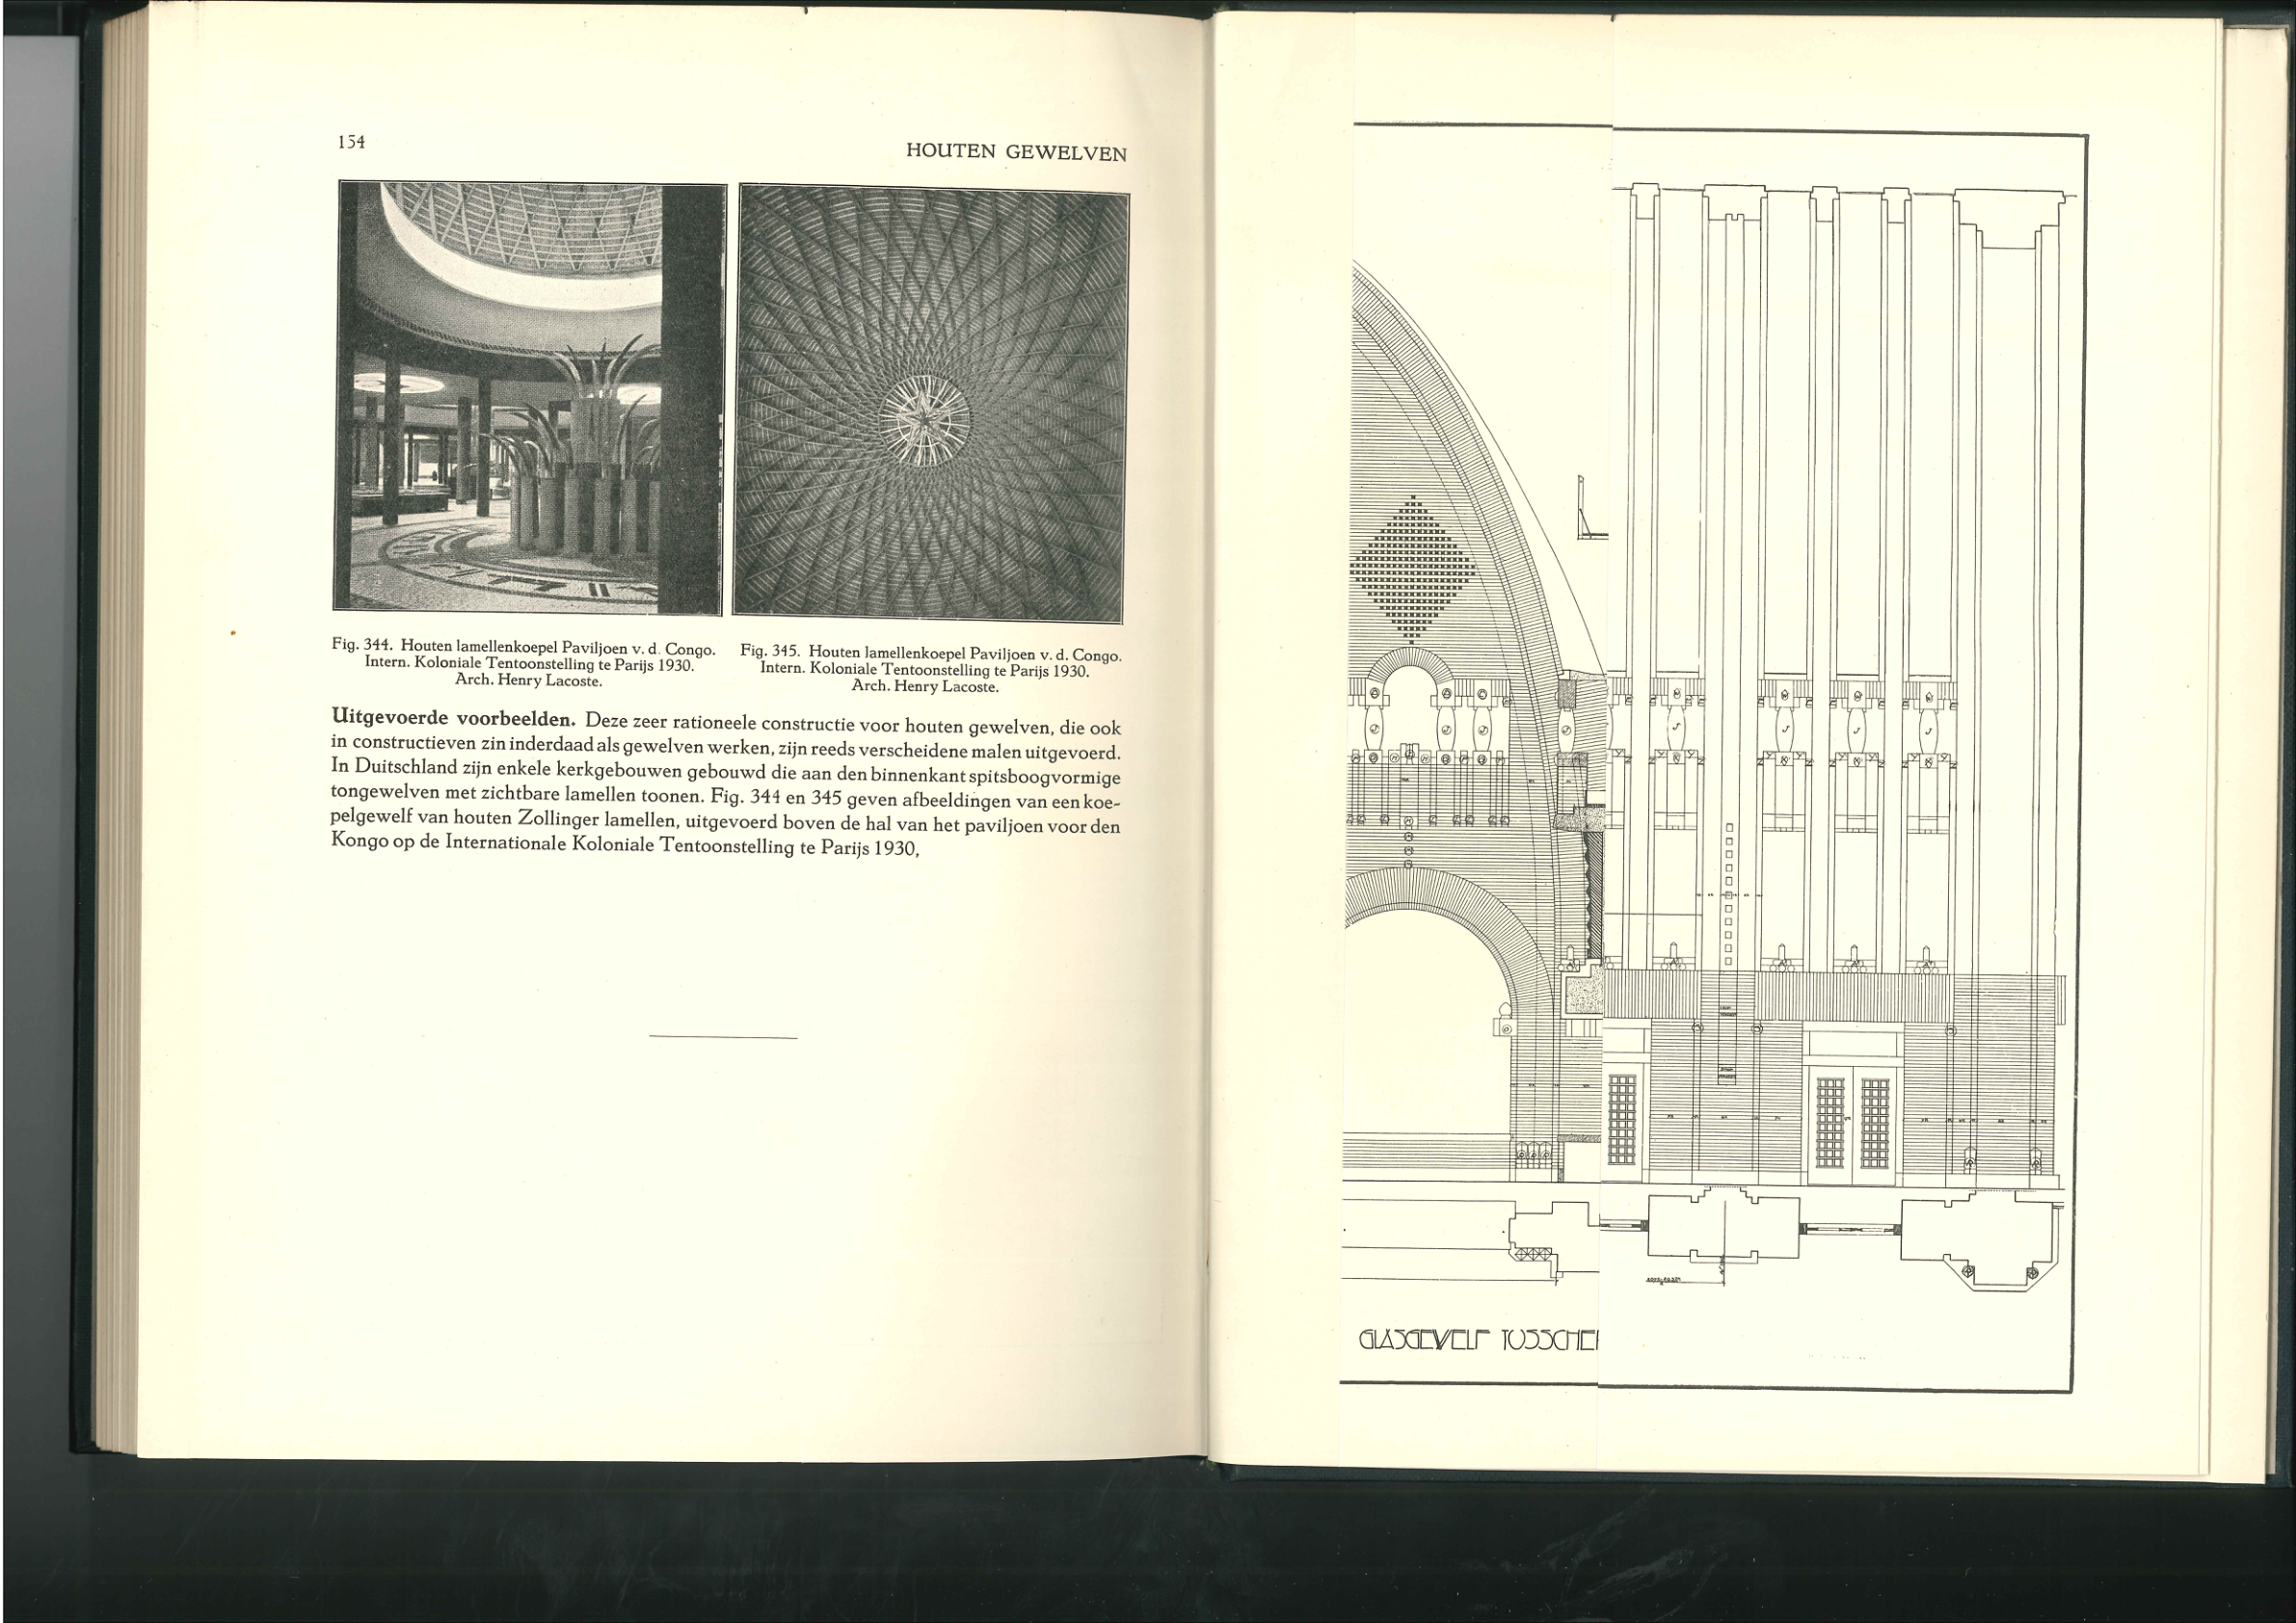 154
HOUTEN GEWELVEN
Fig. 344. Houten lamellenkoepel Paviljoen v. d. Congo.
Intern. Koloniale Tentoonstelling te Parijs 1930.
Arch. Henry Lacoste.
Fig. 345. Houten lamellenkoepel Paviljoen v. d. Congo.
Intern. Koloniale Tentoonstelling te Parijs 1930.
Arch. Henry Lacoste.
Uitgevoerde voorbeelden. Deze zeer rationeele constructie voor houten gewelven, die ook
in constructieven zin inderdaad als gewelven werken, zijn reeds verscheidene malen uitgevoerd.
In Duitschland zijn enkele kerkgebouwen gebouwd die aan den binnenkant spitsboogvormige
tongewelven met zichtbare lamellen toonen. Fig. 344 en 345 geven afbeeldingen van een koe-
pelgewelf van houten Zollinger lamellen, uitgevoerd boven de hal van het paviljoen voor den
Kongo op de Internationale Koloniale Tentoonstelling te Parijs 1930,
GLASGEWELF TUSSCHE